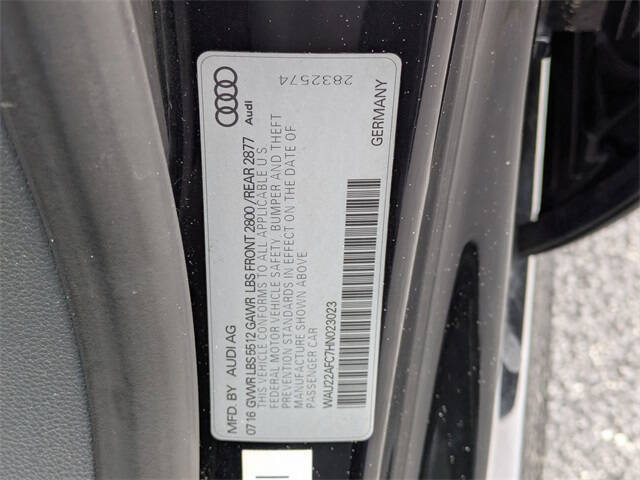 Audi
2832574
MFD. BY AUDI AG
07 16 GVWR LBS 5512 GAWR LBS FRONT 2800 / REAR 2877
THIS VEHICLE CONFORMS TO ALL APPLICABLE U.S.
FEDERAL MOTOR VEHICLE SAFETY, BUMPER AND THEFT
PREVENTION STANDARDS IN EFFECT ON THE DATE OF
MANUFACTURE SHOWN ABOVE
PASSENGER CAR
WAU22AFC7HN023023
GERMANY